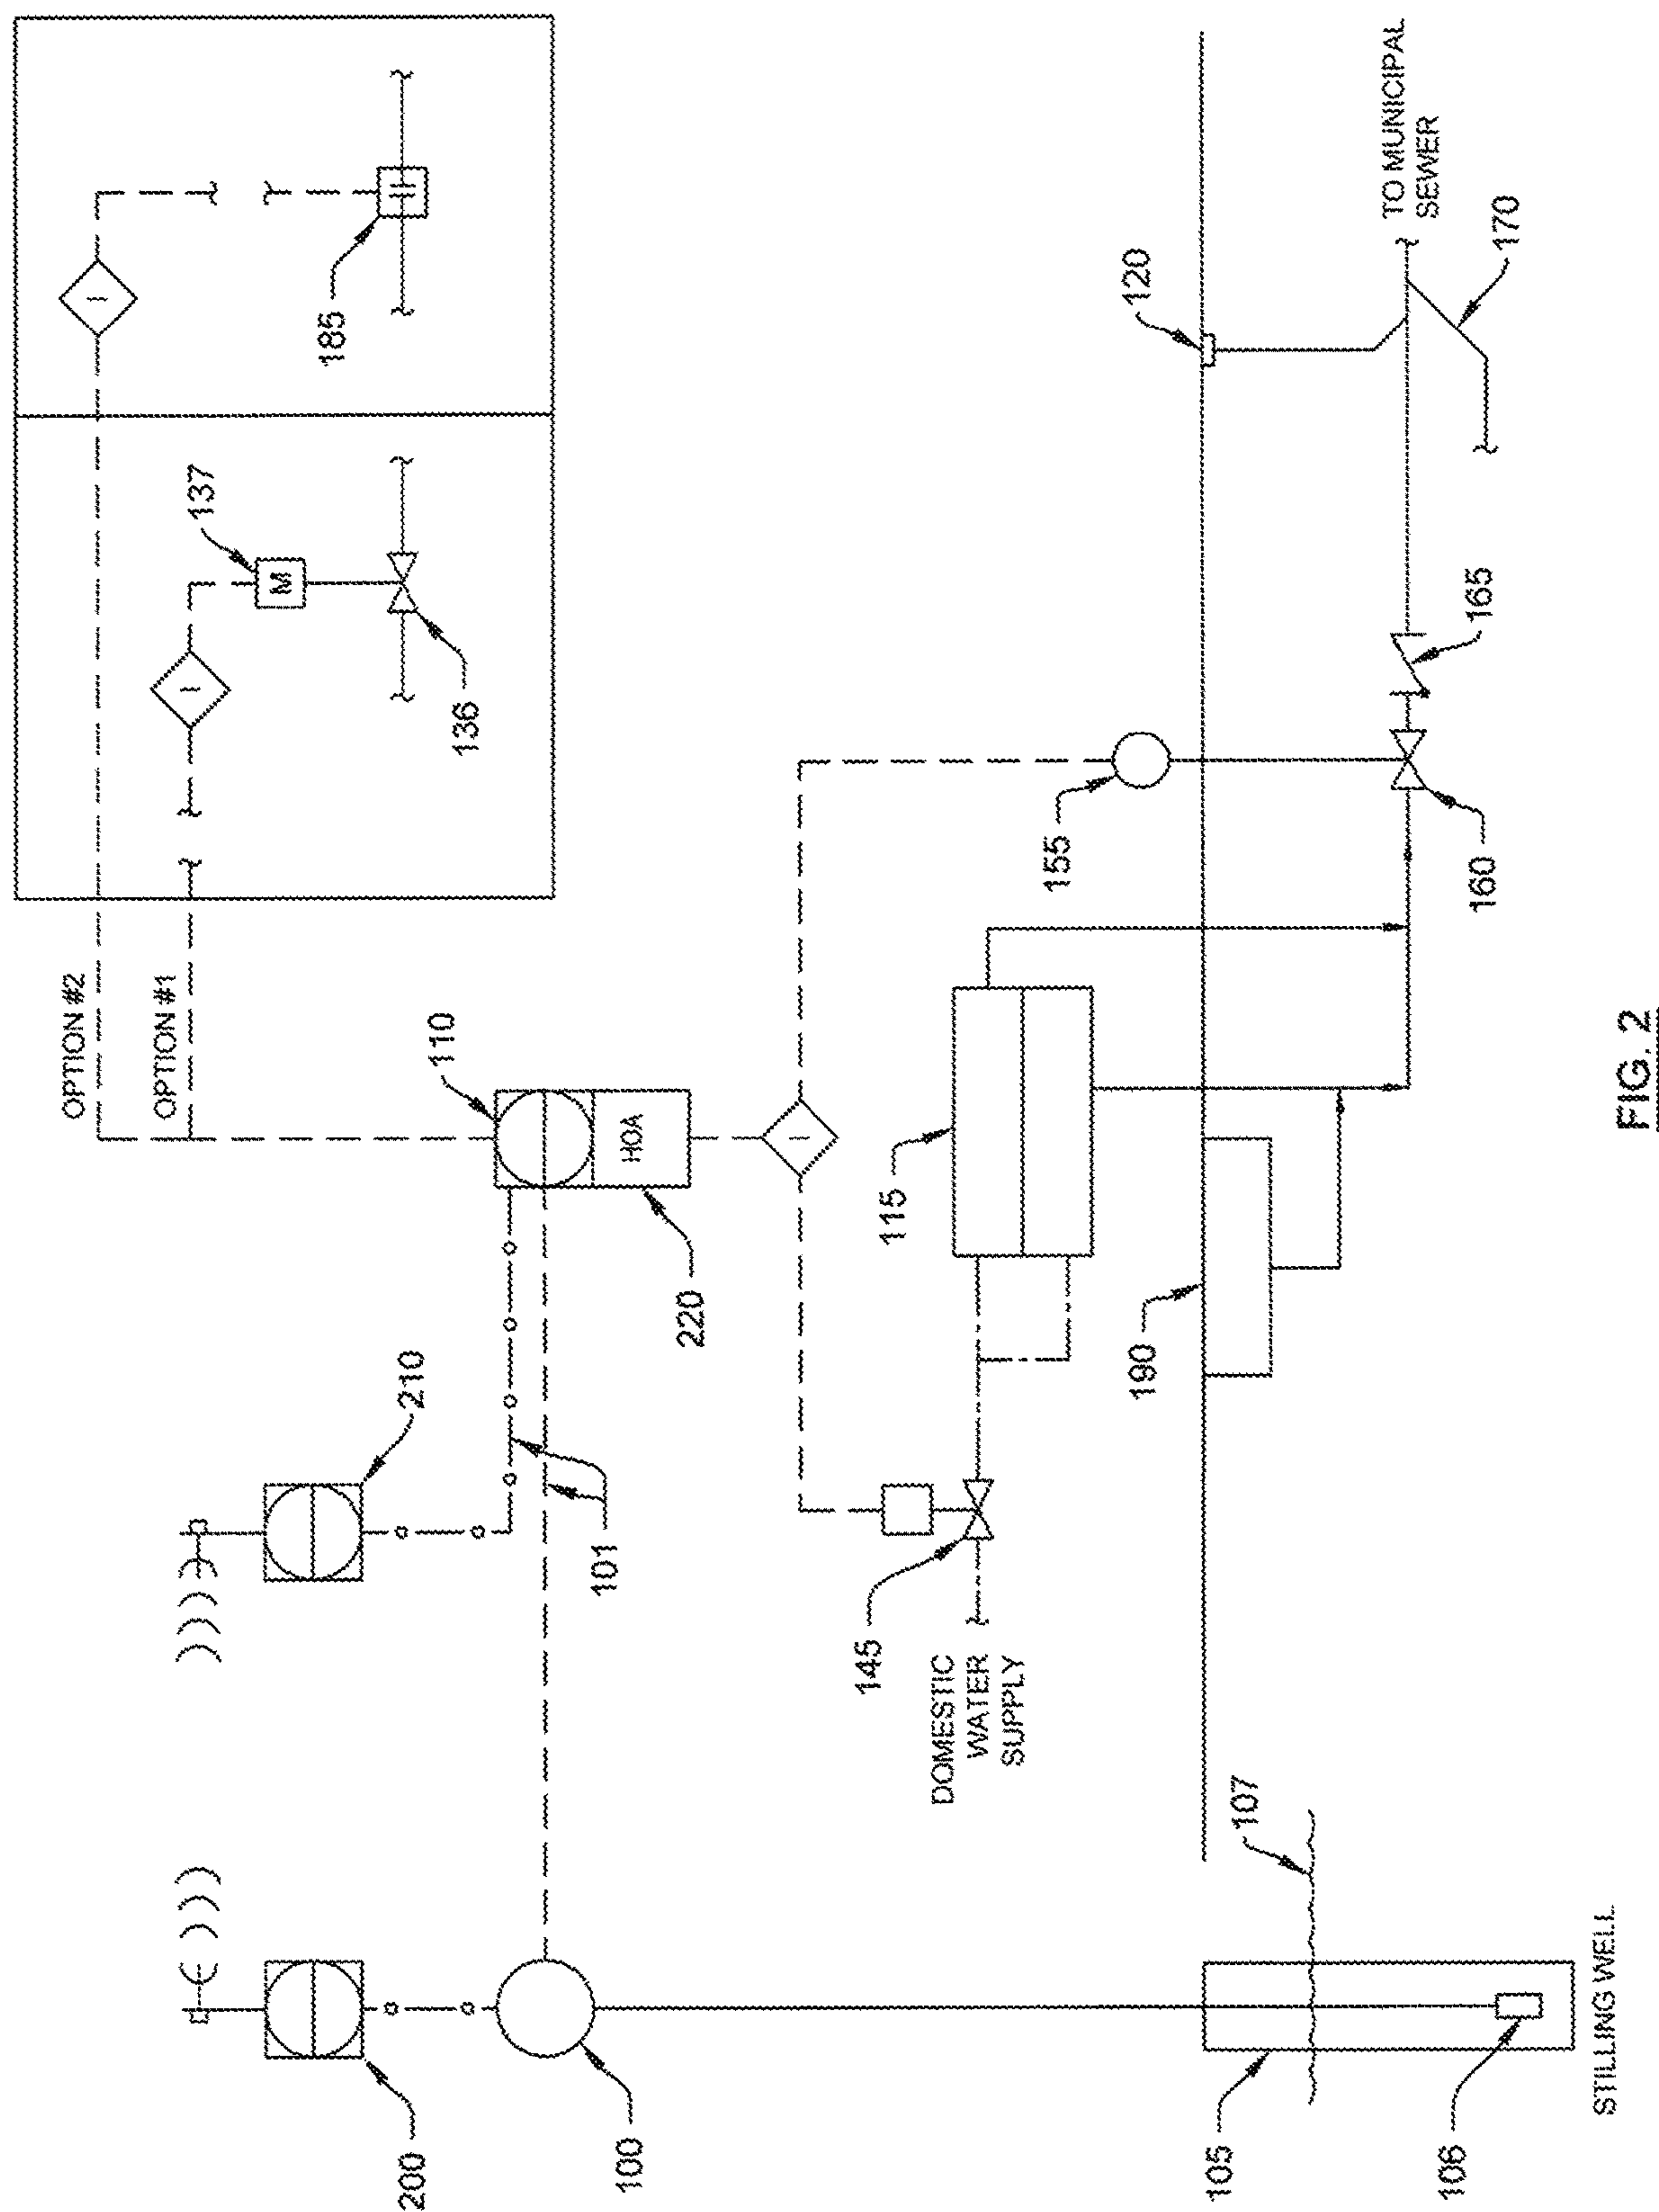 OPTION #2
OPTION #1
137
185
200
210
110
136
100
101
HOA
220
145
115
DOMESTIC
WATER
SUPPLY
155
120
190
105
107
TO MUNICIPAL
SEWER
106
160
165
170
STILLING WELL
M
I
I
I
FIG. 2